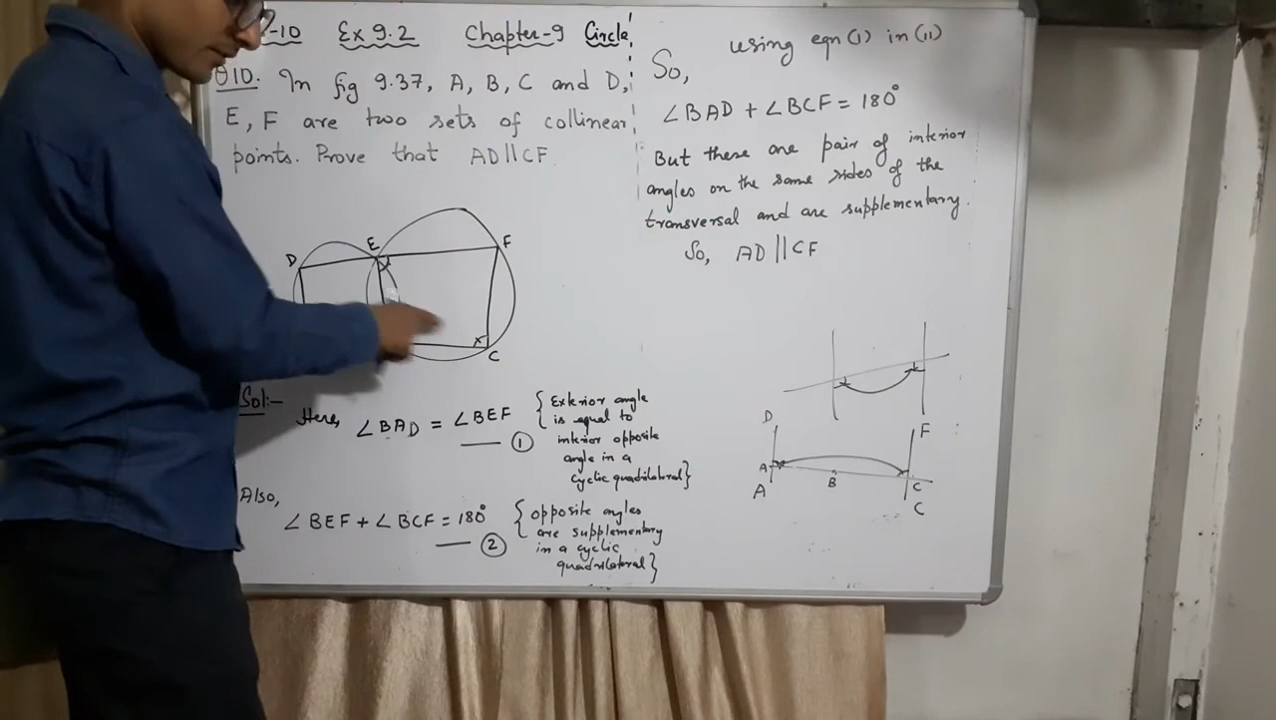 -10 Ex 9.2 Chapter-9 Circle
Q10. In fig 9.37, A, B, C and D,
E, F are two sets of collinear
points. Prove that AD||CF
D
E
F
C
Sol:-
Here, ∠BAD = ∠BEF —— ①
{Exterior angle
is equal to
interior opposite
angle in a
cyclic quadrilateral}
Also,
∠BEF + ∠BCF = 180° —— ②
{opposite angles
are supplementary
in a cyclic
quadrilateral}
using eqn (1) in (11)
So,
∠BAD + ∠BCF = 180°
But these are pair of interior
angles on the same sides of the
transversal and are supplementary.
So, AD||CF
D
F
A
B
C
A
C